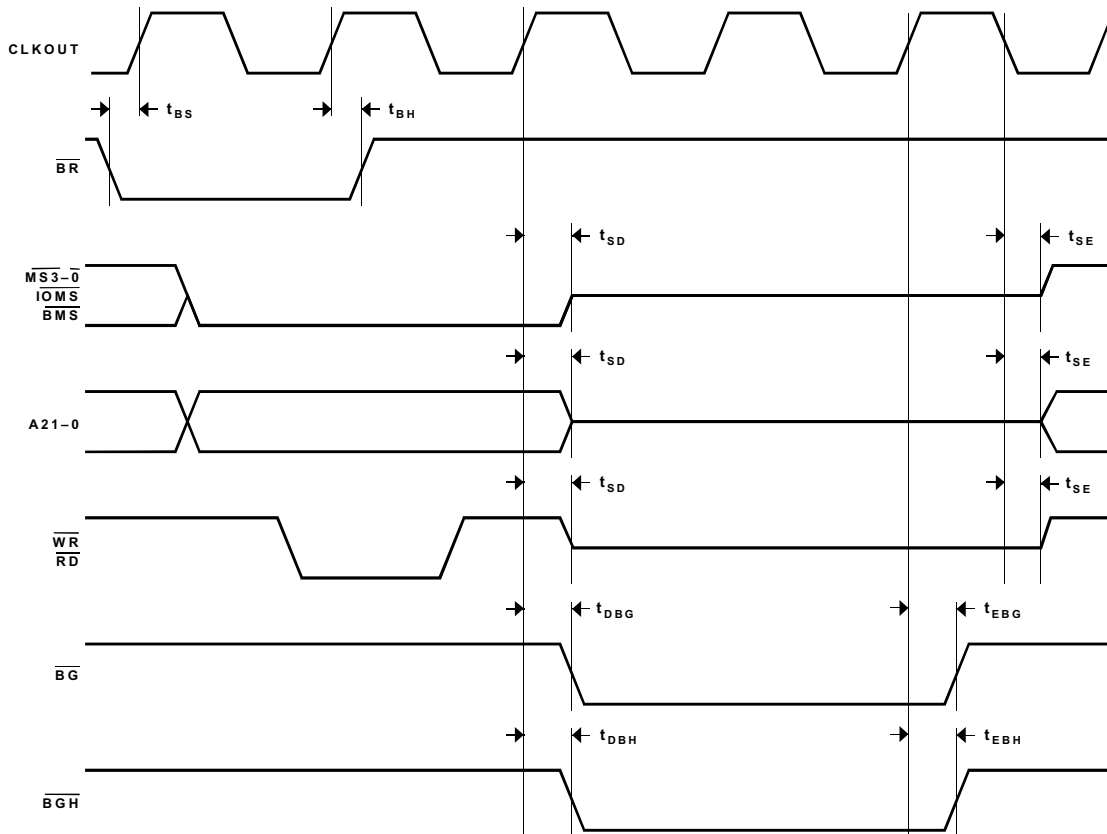 CLKOUT
tBS
tBH
BR
tSD
tSE
MS3–0
IOMS
BMS
tSD
tSE
A21–0
tSD
tSE
WR
RD
tDBG
tEBG
BG
tDBH
tEBH
BGH